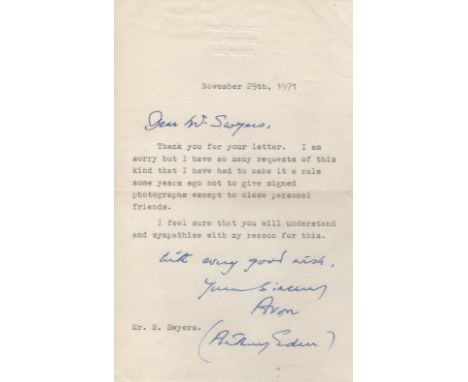 November 29th, 1971
Dear Mr. Swyers,
Thank you for your letter. I am
sorry but I have so many requests of this
kind that I have had to make it a rule
some years ago not to give signed
photographs except to close personal
friends.
I feel sure that you will understand
and sympathise with my reason for this.
With every good wish,
Yours Sincerely
Avon
Mr. M. Swyers.
(Anthony Eden)